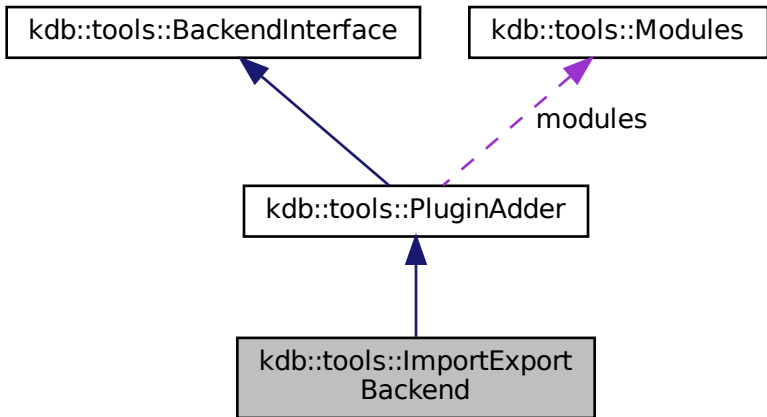 kdb::tools::BackendInterface
kdb::tools::Modules
modules
kdb::tools::PluginAdder
kdb::tools::ImportExport
Backend